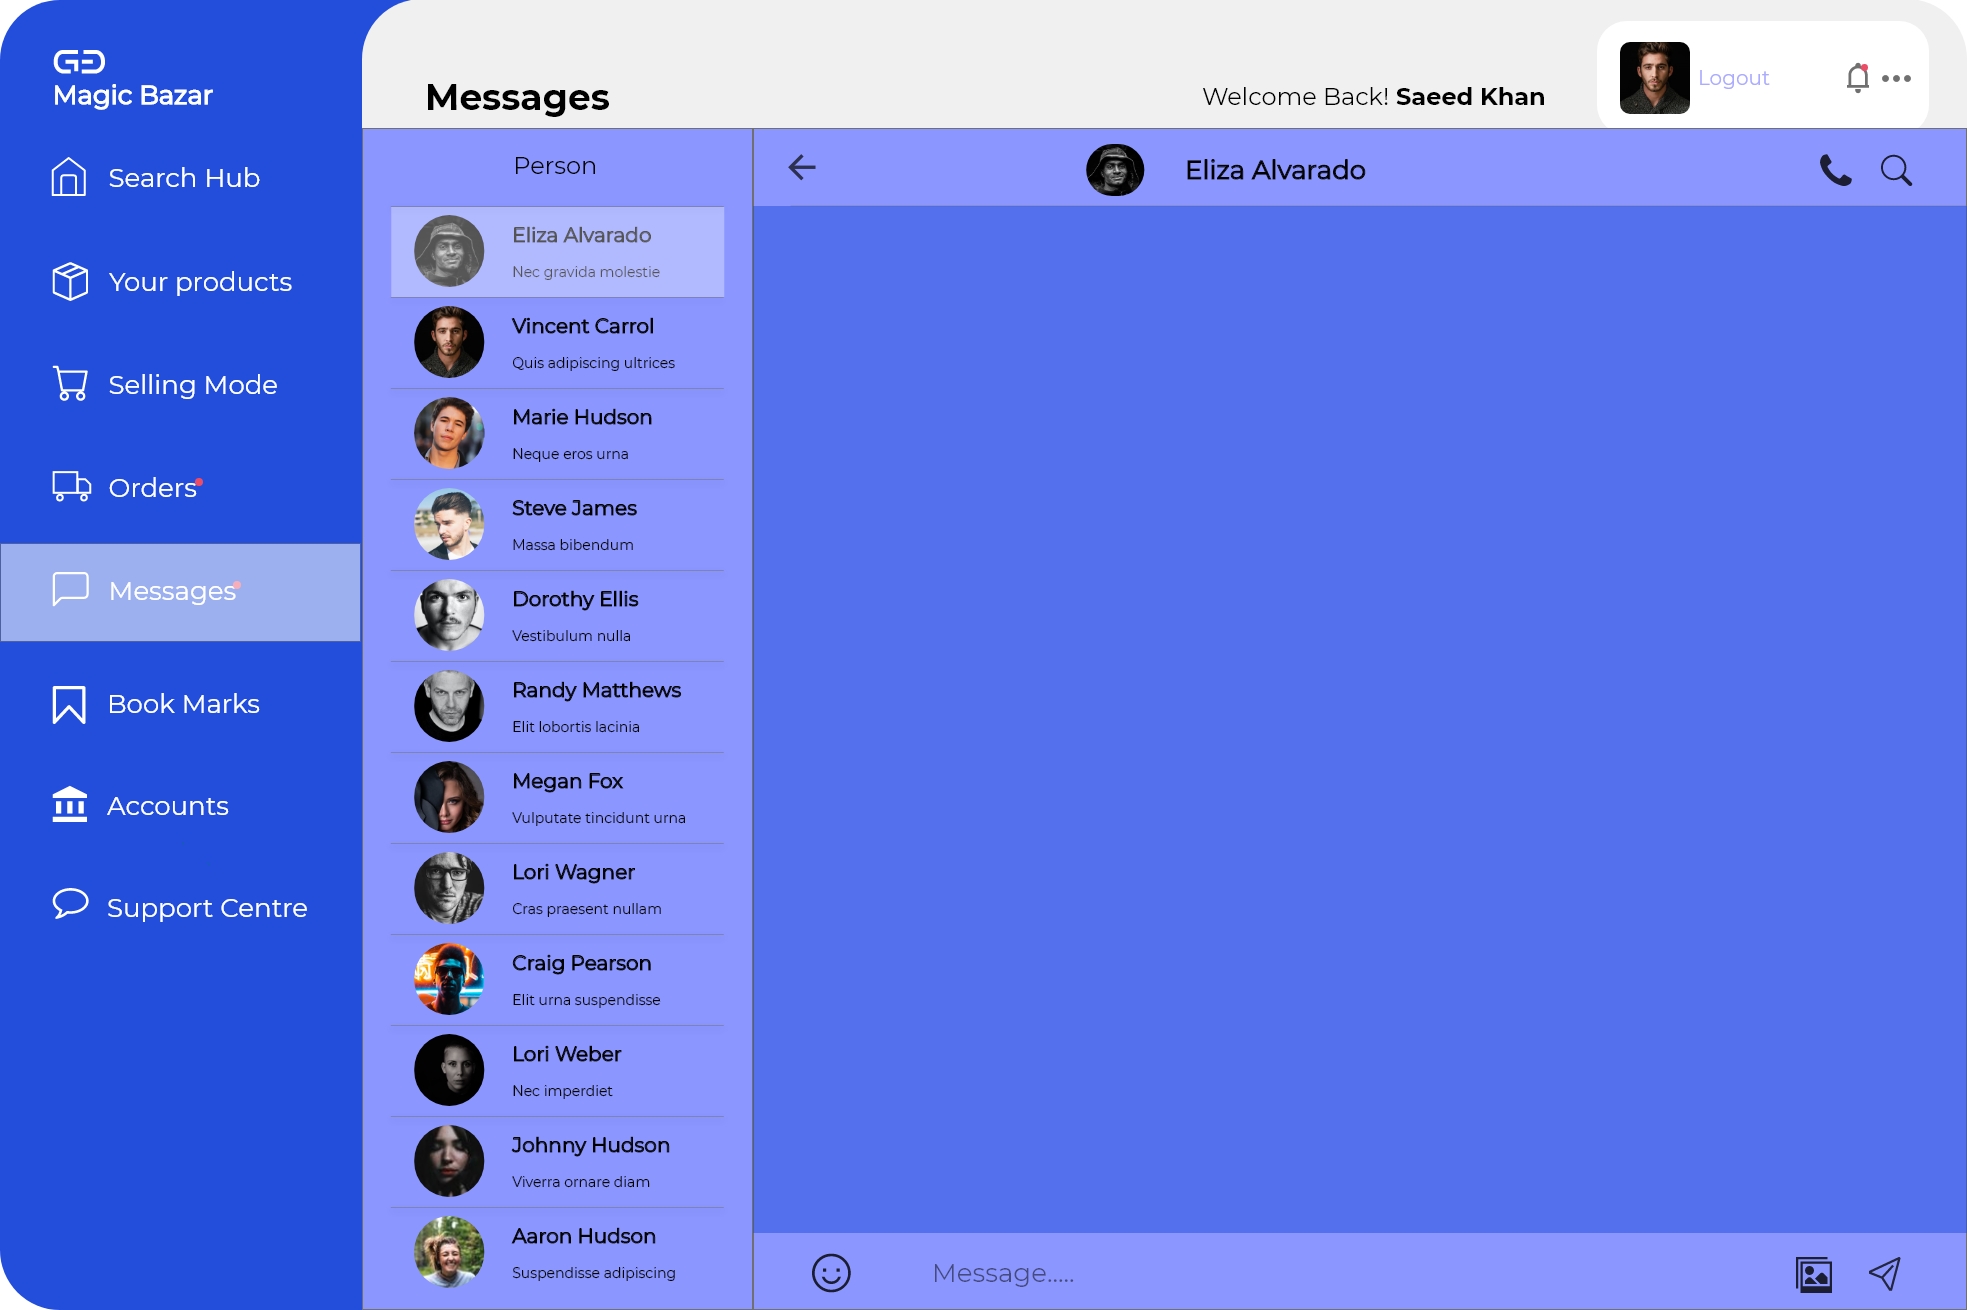 Magic Bazar
Search Hub
Your products
Selling Mode
Orders
Messages
Book Marks
Accounts
Support Centre
Messages
Welcome Back! Saeed Khan
Logout
Person
Eliza Alvarado
Nec gravida molestie
Vincent Carrol
Quis adipiscing ultrices
Marie Hudson
Neque eros urna
Steve James
Massa bibendum
Dorothy Ellis
Vestibulum nulla
Randy Matthews
Elit lobortis lacinia
Megan Fox
Vulputate tincidunt urna
Lori Wagner
Cras praesent nullam
Craig Pearson
Elit urna suspendisse
Lori Weber
Nec imperdiet
Johnny Hudson
Viverra ornare diam
Aaron Hudson
Suspendisse adipiscing
Eliza Alvarado
Message.....